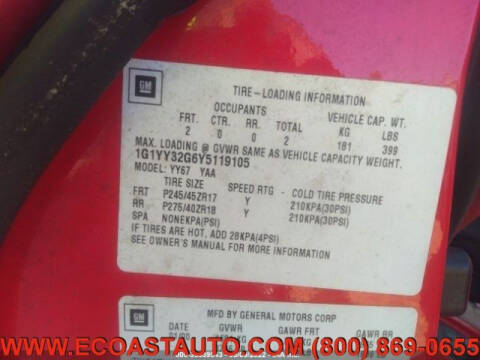 GM
TIRE-LOADING INFORMATION
OCCUPANTS VEHICLE CAP. WT.
FRT. CTR. RR. TOTAL KG LBS
2 0 0 2 181 399
MAX. LOADING @ GVWR SAME AS VEHICLE CAPACITY WEIGHT.
1G1YY32G6Y5119105
MODEL: YY67 YAA
TIRE SIZE SPEED RTG - COLD TIRE PRESSURE
FRT P245/45ZR17 Y 210KPA(30PSI)
RR P275/40ZR18 Y 210KPA(30PSI)
SPA NONEKPA(PSI)
IF TIRES ARE HOT, ADD 28KPA(4PSI)
SEE OWNER'S MANUAL FOR MORE INFORMATION
GM
MFD BY GENERAL MOTORS CORP
DATE GVWR GAWR FRT GAWR RR
WWW.ECOASTAUTO.COM (800) 869-0655